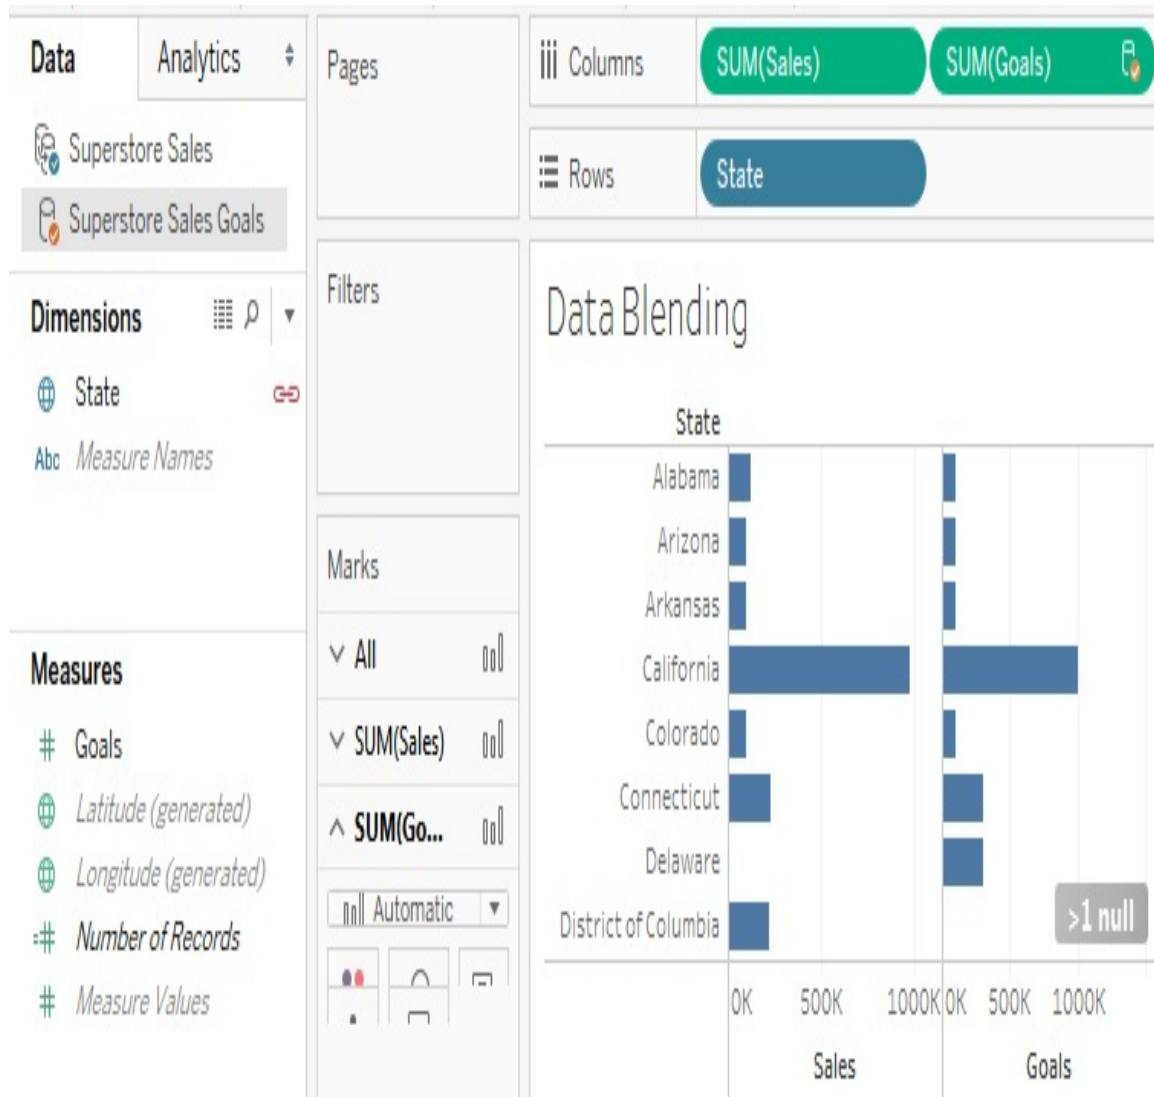 Data
Analytics
Superstore Sales
Superstore Sales Goals
Dimensions
State
Abc Measure Names
Measures
Goals
Latitude (generated)
Longitude (generated)
Number of Records
Measure Values
Pages
Filters
Marks
All
SUM(Sales)
SUM(Go...
Automatic
Columns
SUM(Sales)
SUM(Goals)
Rows
State
Data Blending
State
Alabama
Arizona
Arkansas
California
Colorado
Connecticut
Delaware
District of Columbia
>1 null
0K 500K 1000K 0K 500K 1000K
Sales Goals